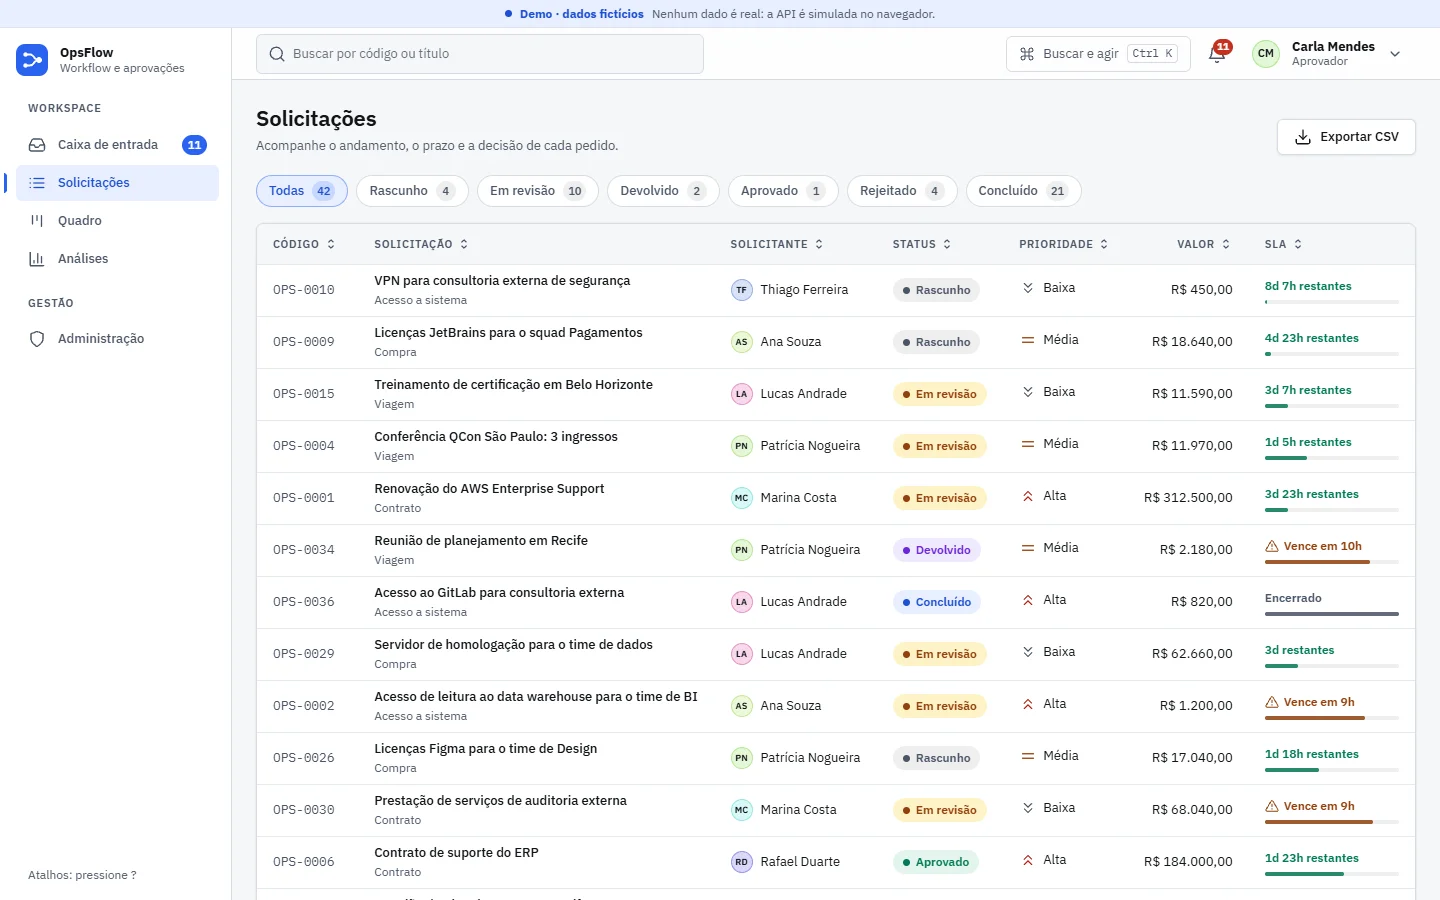 Demo · dados fictícios Nenhum dado é real: a API é simulada no navegador.
OpsFlow
Workflow e aprovações
Buscar por código ou título
Buscar e agir Ctrl K
11
CM
Carla Mendes
Aprovador
WORKSPACE
Caixa de entrada 11
Solicitações
Quadro
Análises
GESTÃO
Administração
Atalhos: pressione ?
Solicitações
Acompanhe o andamento, o prazo e a decisão de cada pedido.
Exportar CSV
Todas 42 Rascunho 4 Em revisão 10 Devolvido 2 Aprovado 1 Rejeitado 4 Concluído 21
CÓDIGO SOLICITAÇÃO SOLICITANTE STATUS PRIORIDADE VALOR SLA
OPS-0010 VPN para consultoria externa de segurança TF Thiago Ferreira Rascunho Baixa R$ 450,00 8d 7h restantes
Acesso a sistema
OPS-0009 Licenças JetBrains para o squad Pagamentos AS Ana Souza Rascunho Média R$ 18.640,00 4d 23h restantes
Compra
OPS-0015 Treinamento de certificação em Belo Horizonte LA Lucas Andrade Em revisão Baixa R$ 11.590,00 3d 7h restantes
Viagem
OPS-0004 Conferência QCon São Paulo: 3 ingressos PN Patrícia Nogueira Em revisão Média R$ 11.970,00 1d 5h restantes
Viagem
OPS-0001 Renovação do AWS Enterprise Support MC Marina Costa Em revisão Alta R$ 312.500,00 3d 23h restantes
Contrato
OPS-0034 Reunião de planejamento em Recife PN Patrícia Nogueira Devolvido Média R$ 2.180,00 Vence em 10h
Viagem
OPS-0036 Acesso ao GitLab para consultoria externa LA Lucas Andrade Concluído Alta R$ 820,00 Encerrado
Acesso a sistema
OPS-0029 Servidor de homologação para o time de dados LA Lucas Andrade Em revisão Baixa R$ 62.660,00 3d restantes
Compra
OPS-0002 Acesso de leitura ao data warehouse para o time de BI AS Ana Souza Em revisão Alta R$ 1.200,00 Vence em 9h
Acesso a sistema
OPS-0026 Licenças Figma para o time de Design PN Patrícia Nogueira Rascunho Média R$ 17.040,00 1d 18h restantes
Compra
OPS-0030 Prestação de serviços de auditoria externa MC Marina Costa Em revisão Baixa R$ 68.040,00 Vence em 9h
Contrato
OPS-0006 Contrato de suporte do ERP RD Rafael Duarte Aprovado Alta R$ 184.000,00 1d 23h restantes
Contrato